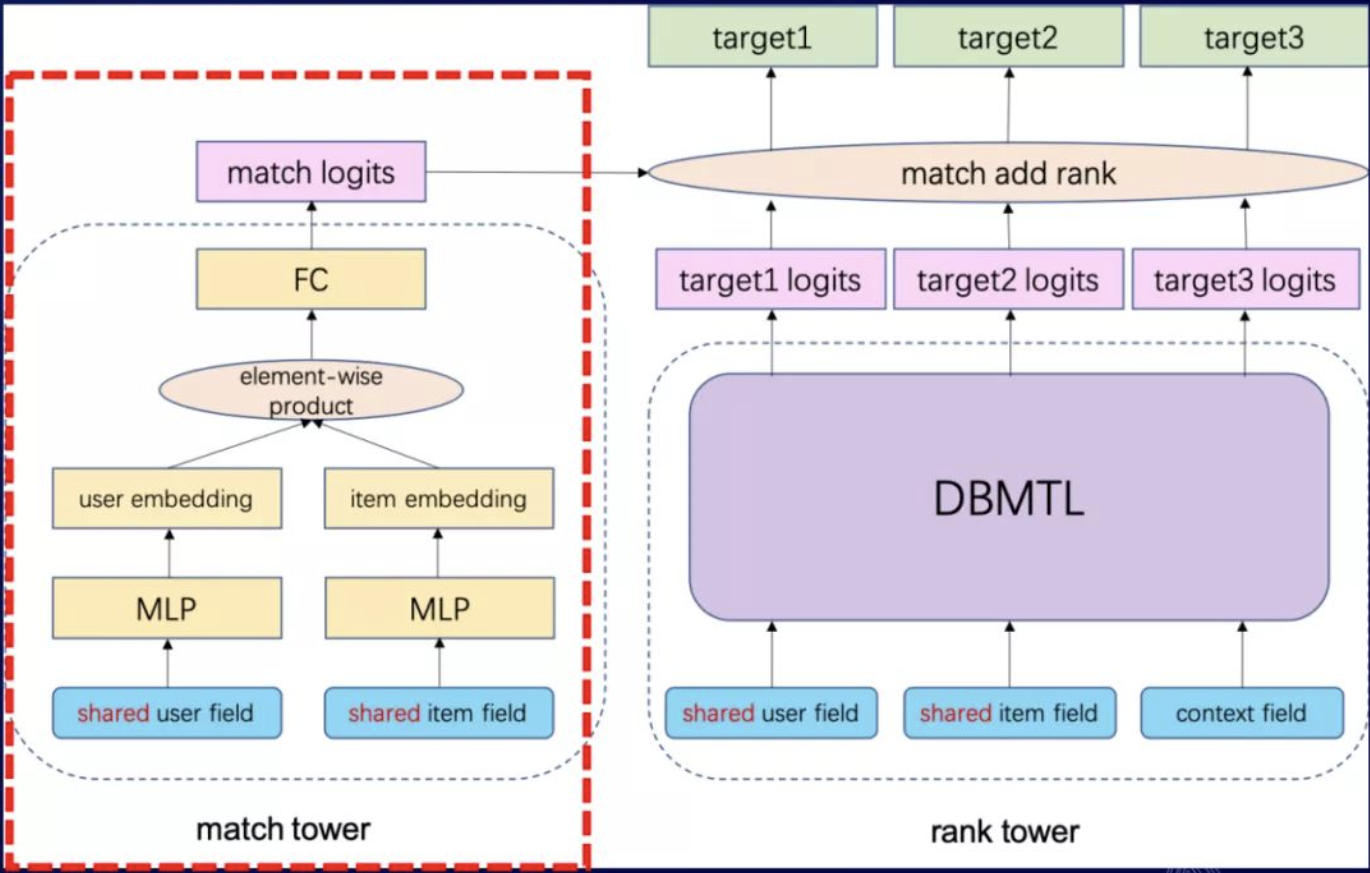 target1
target2
target3
match logits
match add rank
FC
target1 logits
target2 logits
target3 logits
element-wise
product
user embedding
item embedding
DBMTL
MLP
MLP
shared user field
shared item field
shared user field
shared item field
context field
match tower
rank tower